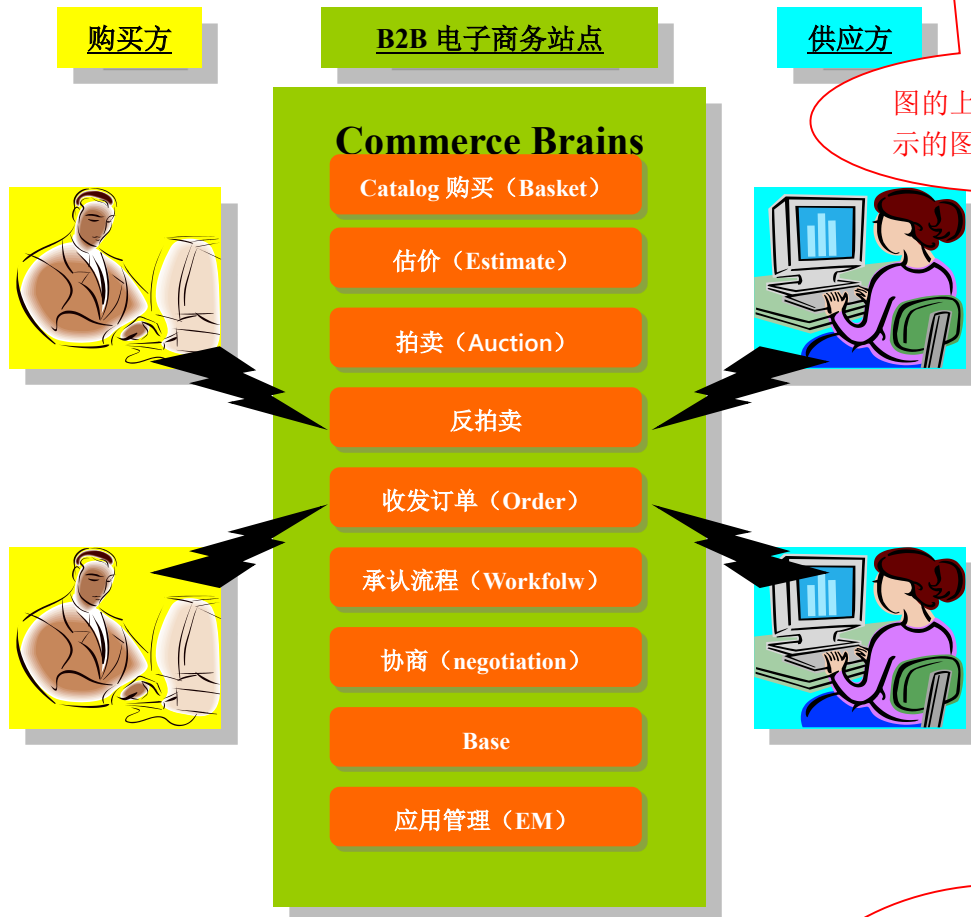 购买方
B2B 电子商务站点
供应方
图的上
示的图
Commerce Brains
Catalog 购买（Basket）
估价（Estimate）
拍卖（Auction）
反拍卖
收发订单（Order）
承认流程（Workfolw）
协商（negotiation）
Base
应用管理（EM）